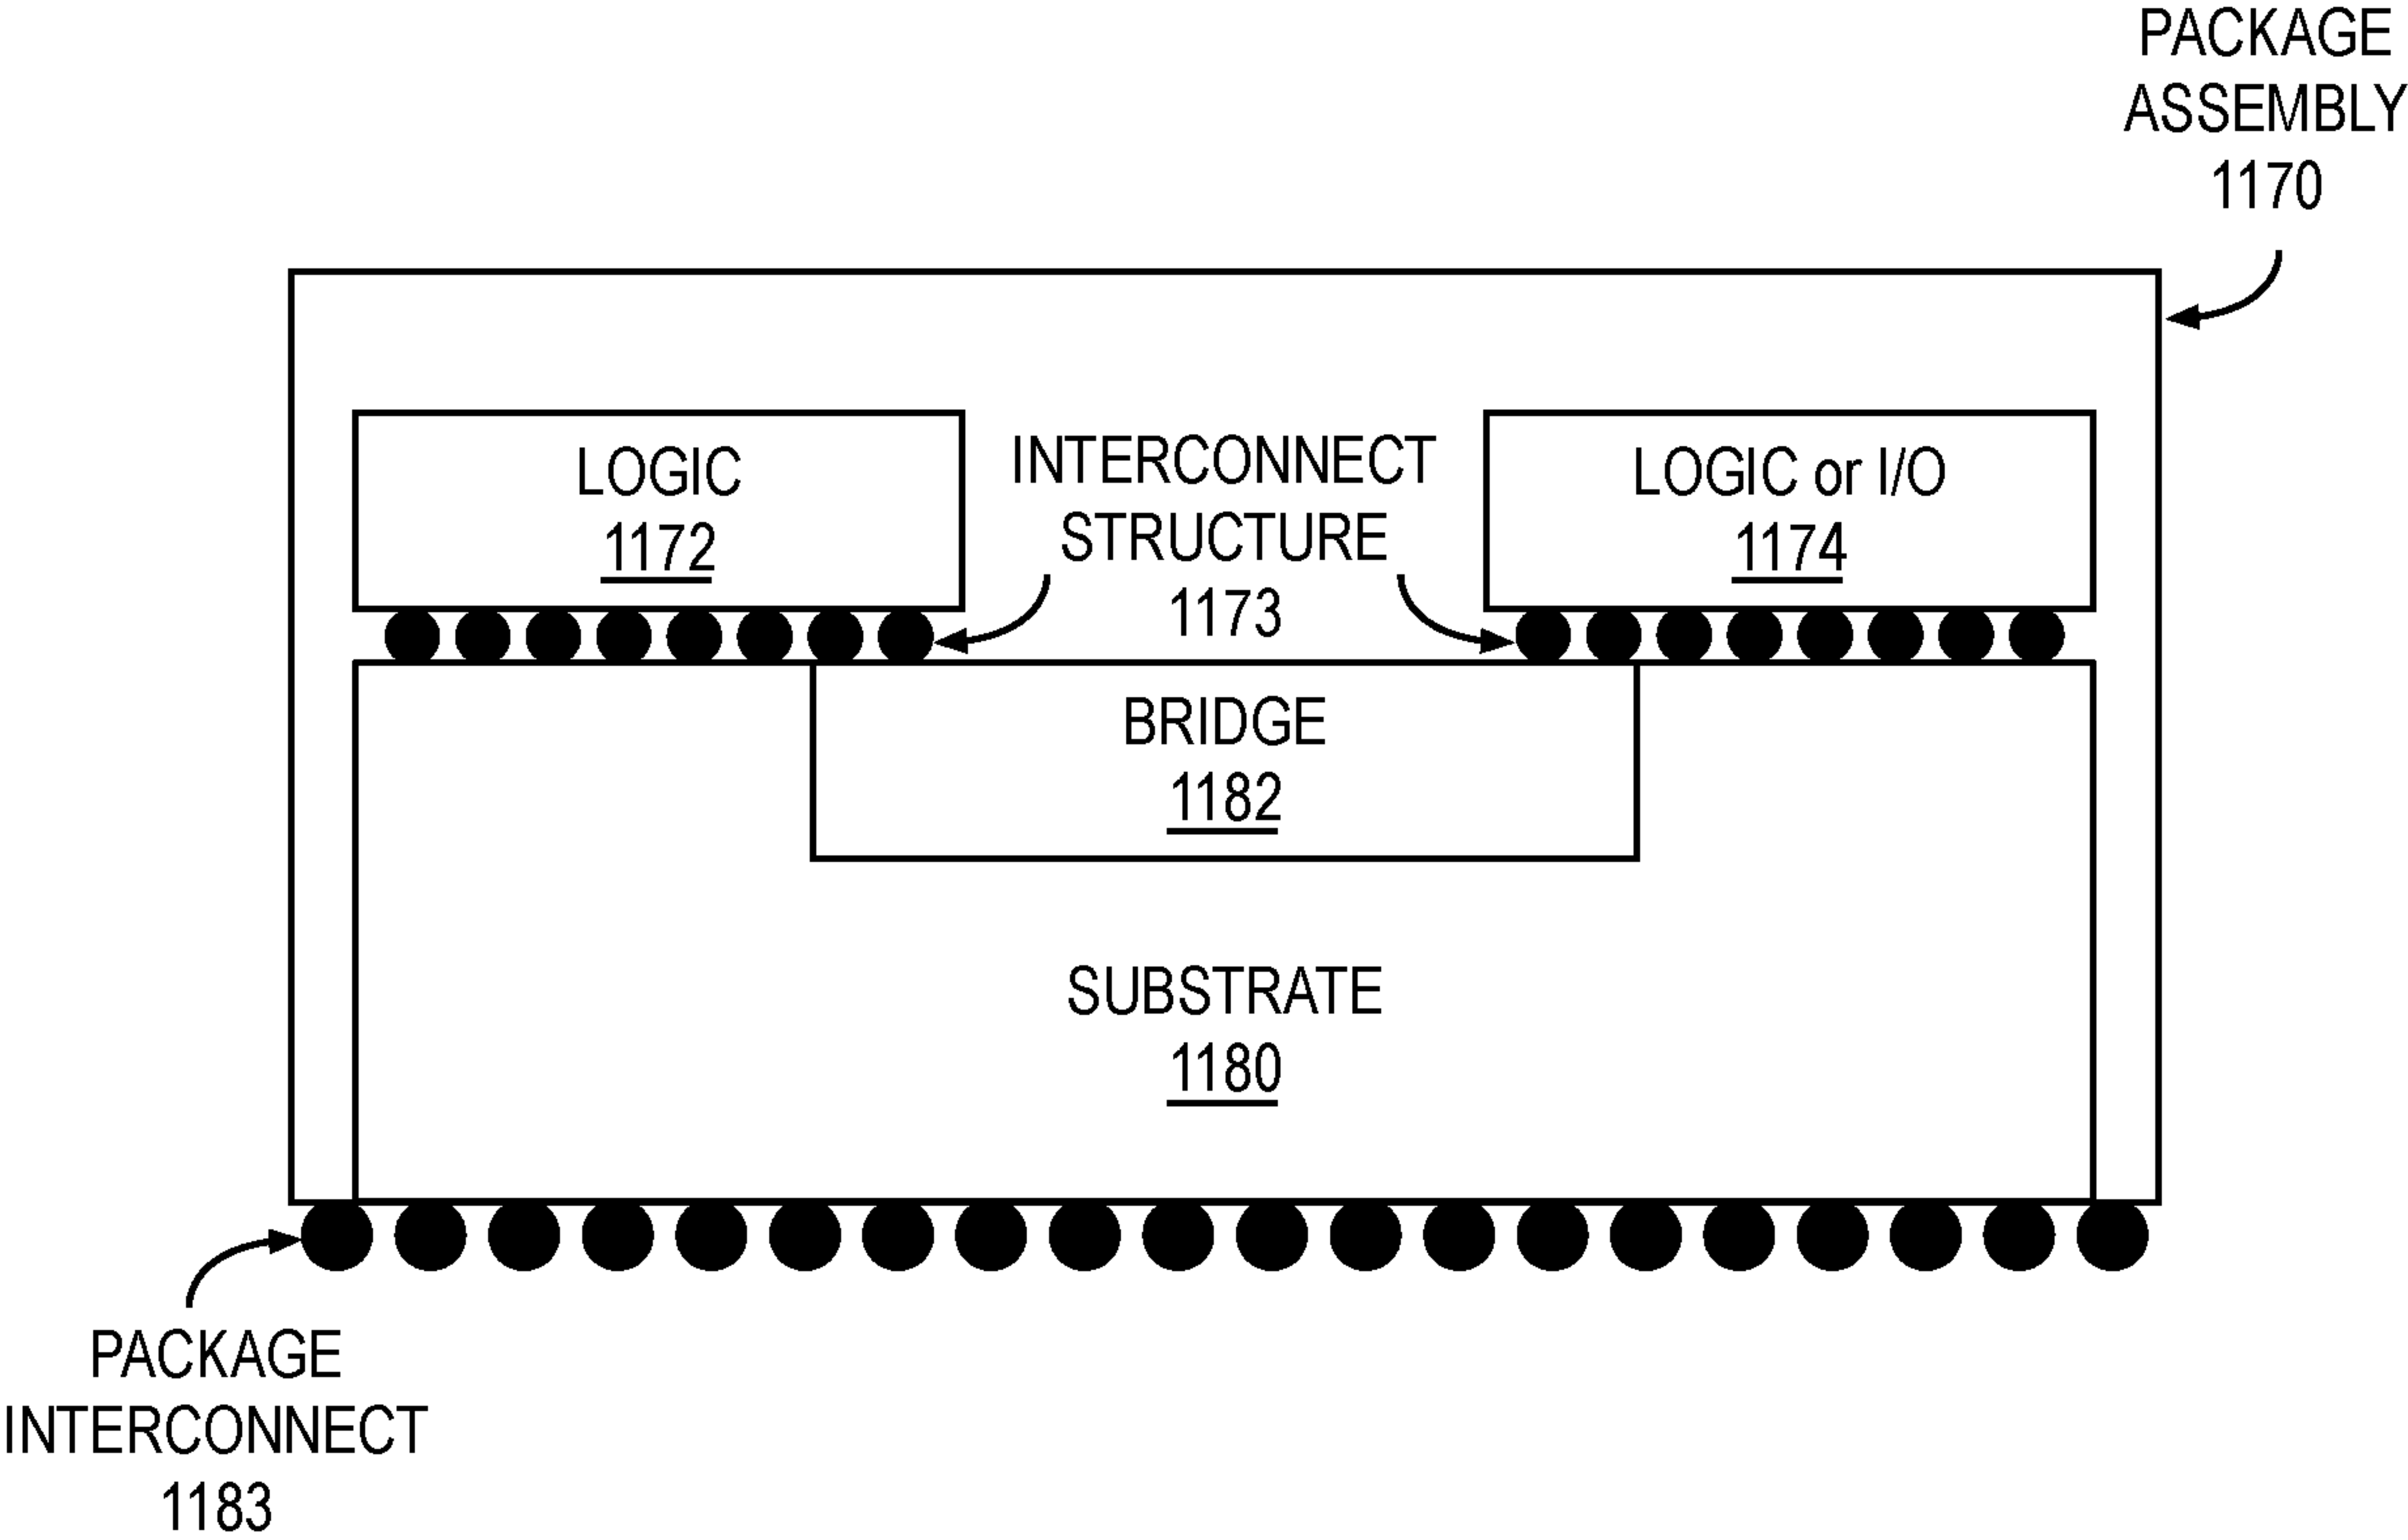 PACKAGE
ASSEMBLY
1170
LOGIC
1172
INTERCONNECT
STRUCTURE
1173
LOGIC or I/O
1174
BRIDGE
1182
SUBSTRATE
1180
PACKAGE
INTERCONNECT
1183